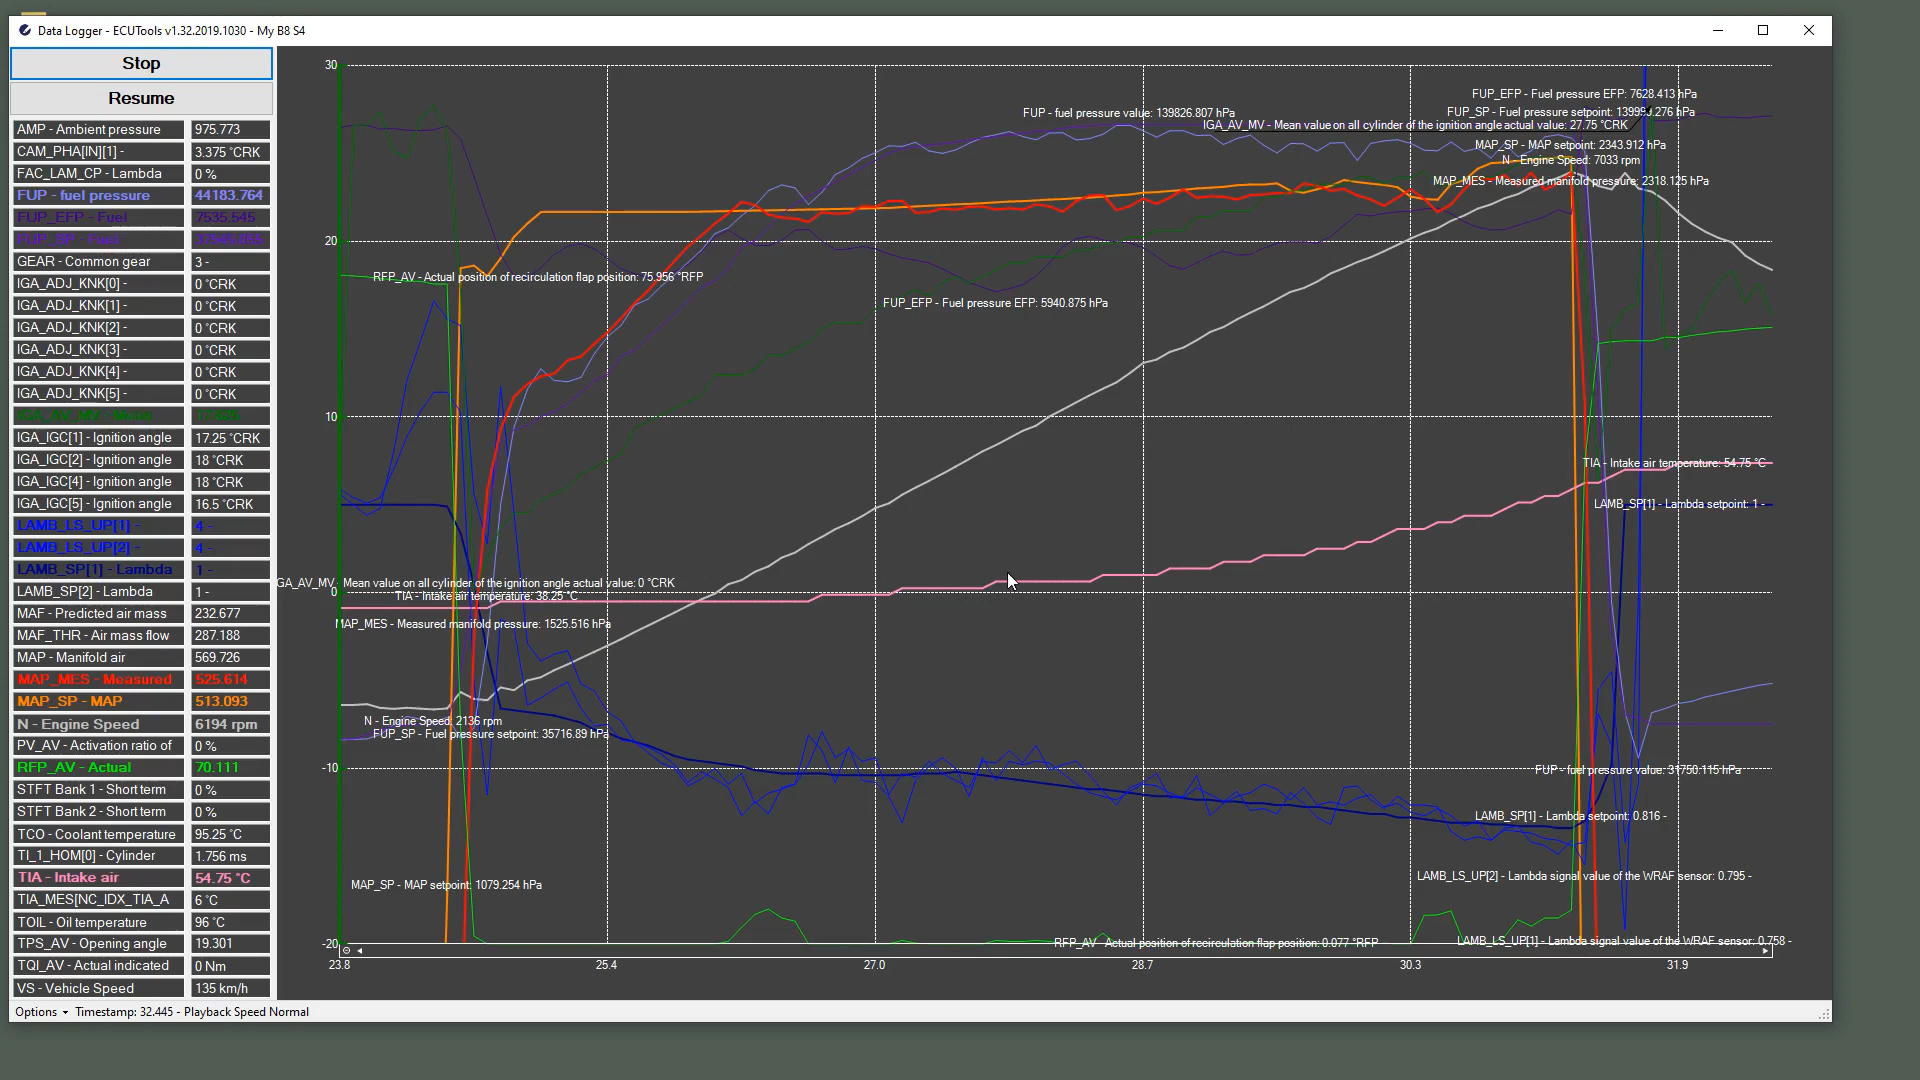 Data Logger - ECUTools v1.32.2019.1030 - My B8 S4
Stop
Resume
AMP - Ambient pressure 975.773
CAM_PHA[IN][1] - 3.375 °CRK
FAC_LAM_CP - Lambda 0 %
FUP - fuel pressure 44183.764
FUP_EFP - Fuel 7535.545
FUP_SP - Fuel
GEAR - Common gear 3 -
IGA_ADJ_KNK[0] - 0 °CRK
IGA_ADJ_KNK[1] - 0 °CRK
IGA_ADJ_KNK[2] - 0 °CRK
IGA_ADJ_KNK[3] - 0 °CRK
IGA_ADJ_KNK[4] - 0 °CRK
IGA_ADJ_KNK[5] - 0 °CRK
IGA_AV_MV - Mean
IGA_IGC[1] - Ignition angle 17.25 °CRK
IGA_IGC[2] - Ignition angle 18 °CRK
IGA_IGC[4] - Ignition angle 18 °CRK
IGA_IGC[5] - Ignition angle 16.5 °CRK
LAMB_LS_UP[1] - 4 -
LAMB_LS_UP[2] - 4 -
LAMB_SP[1] - Lambda 1 -
LAMB_SP[2] - Lambda 1 -
MAF - Predicted air mass 232.677
MAF_THR - Air mass flow 287.188
MAP - Manifold air 569.726
MAP_MES - Measured 525.614
MAP_SP - MAP 513.093
N - Engine Speed 6194 rpm
PV_AV - Activation ratio of 0 %
RFP_AV - Actual 70.111
STFT Bank 1 - Short term 0 %
STFT Bank 2 - Short term 0 %
TCO - Coolant temperature 95.25 °C
TI_1_HOM[0] - Cylinder 1.756 ms
TIA - Intake air 54.75 °C
TIA_MES[NC_IDX_TIA_A 6 °C
TOIL - Oil temperature 96 °C
TPS_AV - Opening angle 19.301
TQI_AV - Actual indicated 0 Nm
VS - Vehicle Speed 135 km/h
30
20
10
0
-10
-20
FUP_EFP - Fuel pressure EFP: 7628.413 hPa
FUP - fuel pressure value: 139826.807 hPa
FUP_SP - Fuel pressure setpoint: 276 hPa
IGA_AV_MV - Mean value on all cylinder of the ignition angle actual value: 27.75 °CRK
MAP_SP - MAP setpoint: 2343.912 hPa
N - Engine Speed: 7033 rpm
MAP_MES - Measured manifold pressure: 2318.125 hPa
RFP_AV - Actual position of recirculation flap position: 75.956 °RFP
FUP_EFP - Fuel pressure EFP: 5940.875 hPa
TIA - Intake air temperature: 54.75 °C
LAMB_SP[1] - Lambda setpoint: 1 -
GA_AV_MV - Mean value on all cylinder of the ignition angle actual value: 0 °CRK
TIA - Intake air temperature: 38.25 °C
MAP_MES - Measured manifold pressure: 1525.516 hPa
N - Engine Speed: 2136 rpm
FUP_SP - Fuel pressure setpoint: 35716.89 hPa
FUP - fuel pressure value: 31750.115 hPa
LAMB_SP[1] - Lambda setpoint: 0.816 -
LAMB_LS_UP[2] - Lambda signal value of the WRAF sensor: 0.795 -
MAP_SP - MAP setpoint: 1079.254 hPa
RFP_AV - Actual position of recirculation flap position: 0.077 °RFP
LAMB_LS_UP[1] - Lambda signal value of the WRAF sensor: 0.758 -
23.8 25.4 27.0 28.7 30.3 31.9
Options Timestamp: 32.445 - Playback Speed Normal